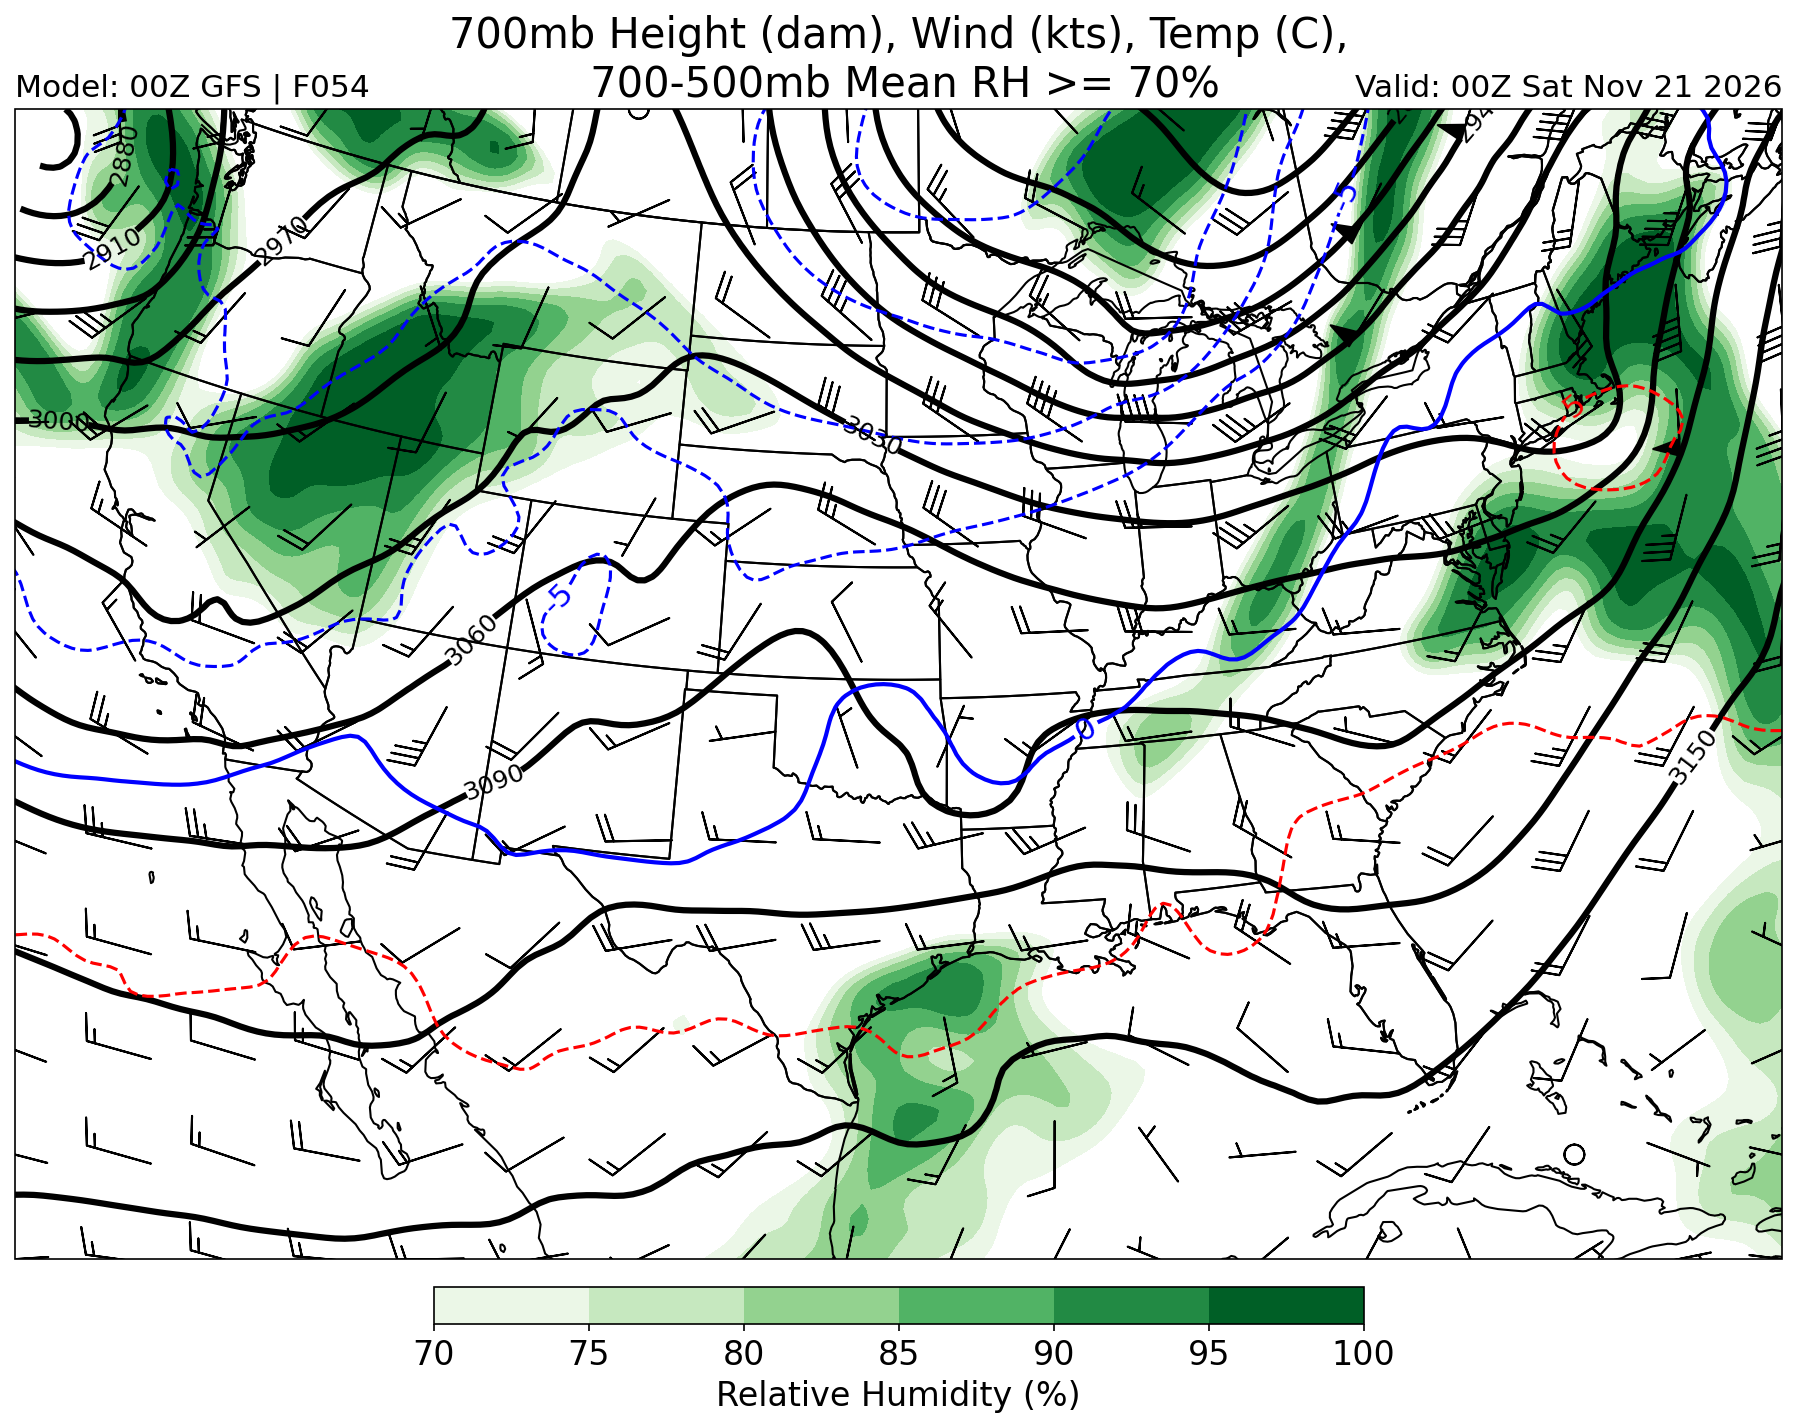 700mb Height (dam), Wind (kts), Temp (C),
700-500mb Mean RH >= 70%
Model: 00Z GFS | F054
Valid: 00Z Sat Nov 21 2026
2880
294
2910
2970
-5
3000
5
3030
-5
3060
0
3090
3150
70 75 80 85 90 95 100
Relative Humidity (%)